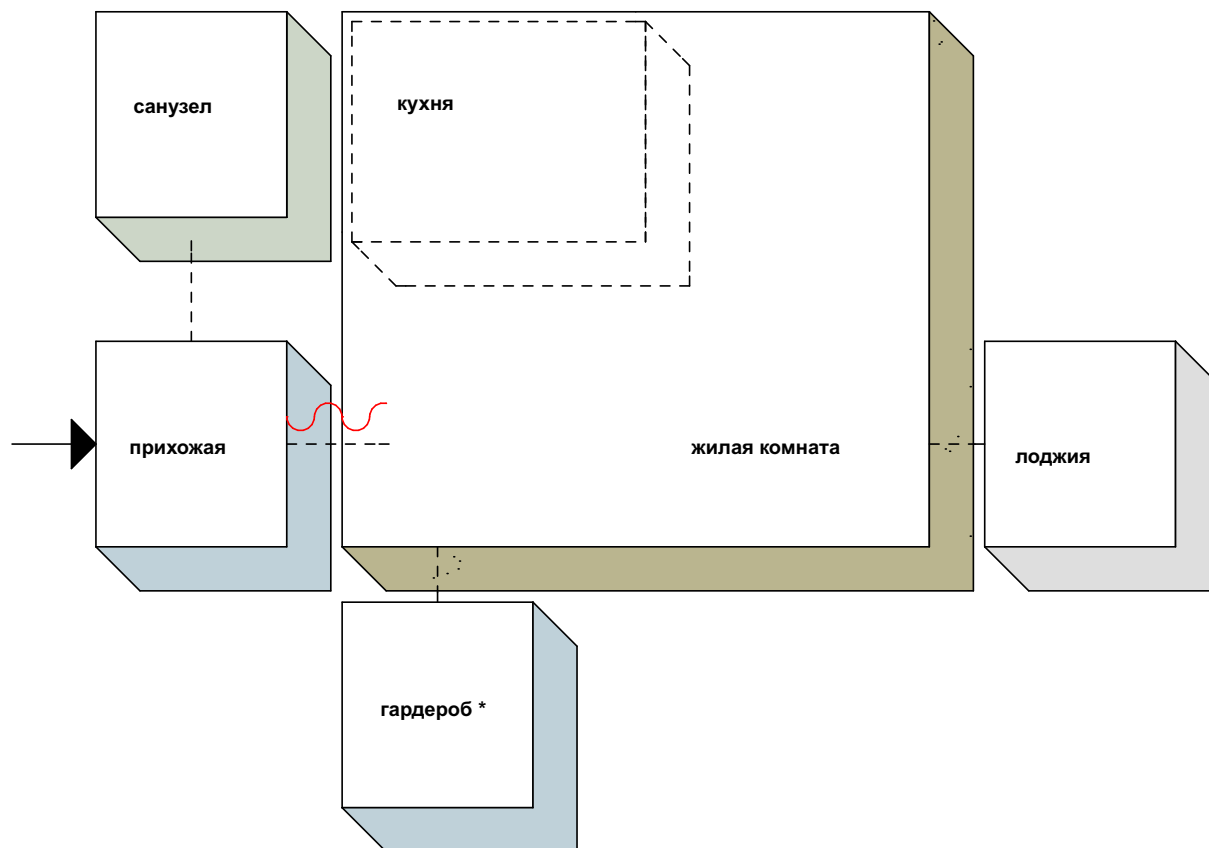 санузел
кухня
прихожая
жилая комната
лоджия
гардероб *